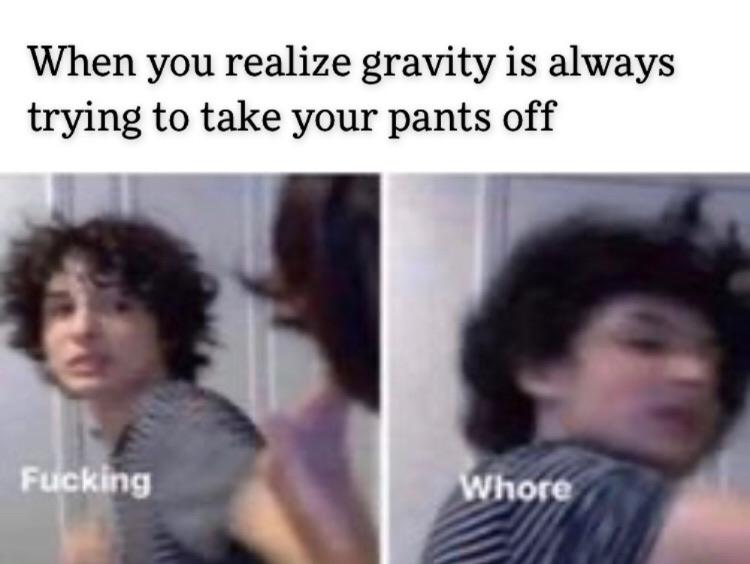 When you realize gravity is always
trying to take your pants off
Fucking
Whore